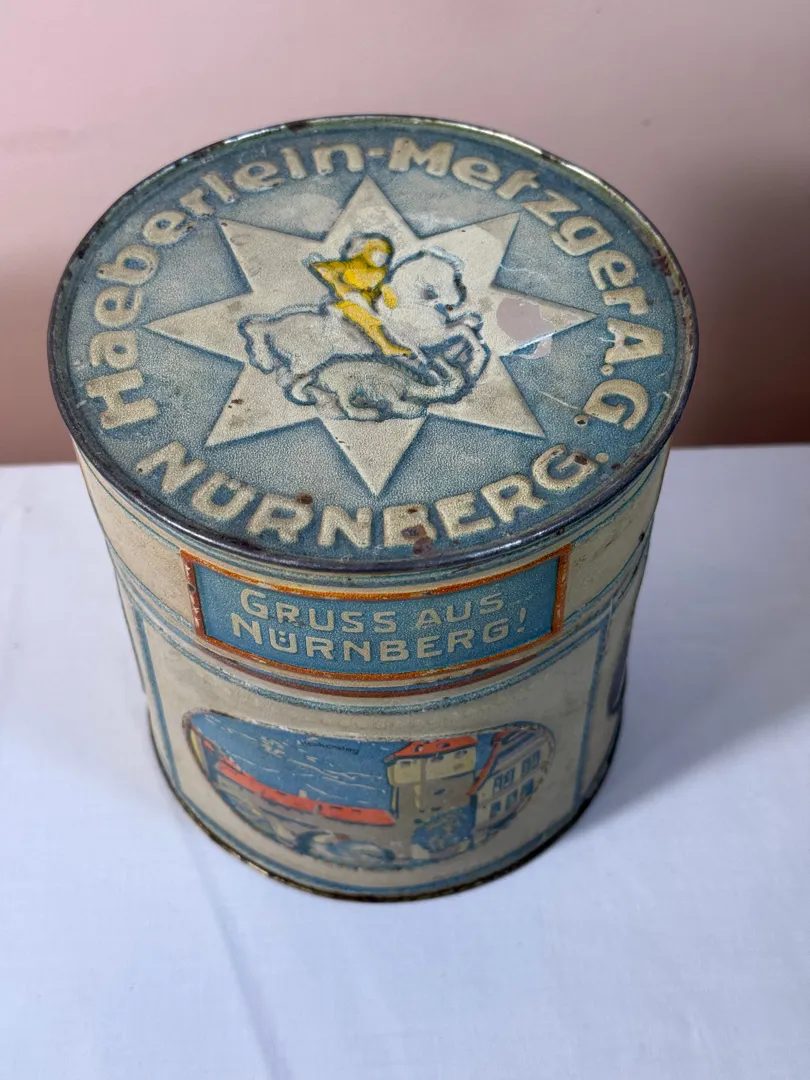 Haeberlein-Metzger A.G.
NÜRNBERG.
GRUSS AUS
NÜRNBERG!